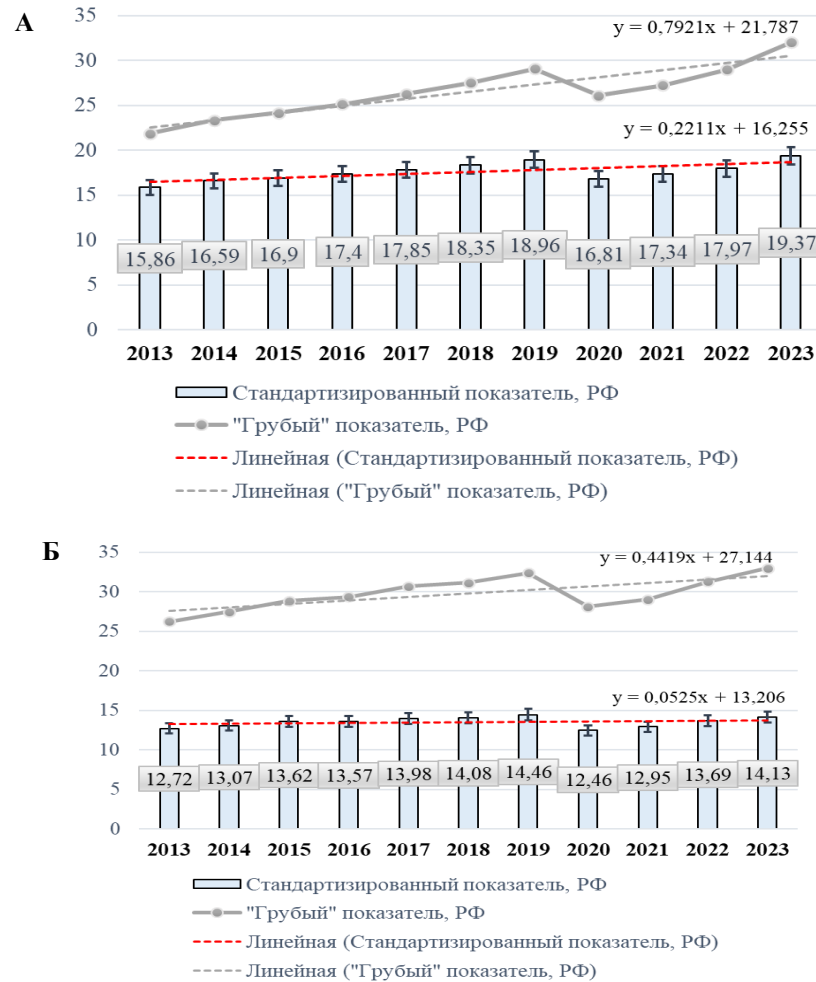 А
35
30
25
20
15
10
5
0
y = 0,7921x + 21,787
y = 0,2211x + 16,255
15,86 16,59 16,9 17,4 17,85 18,35 18,96 16,81 17,34 17,97 19,37
2013 2014 2015 2016 2017 2018 2019 2020 2021 2022 2023
Стандартизированный показатель, РФ
"Грубый" показатель, РФ
Линейная (Стандартизированный показатель, РФ)
Линейная ("Грубый" показатель, РФ)
Б
35
30
25
20
15
10
5
0
y = 0,4419x + 27,144
y = 0,0525x + 13,206
12,72 13,07 13,62 13,57 13,98 14,08 14,46 12,46 12,95 13,69 14,13
2013 2014 2015 2016 2017 2018 2019 2020 2021 2022 2023
Стандартизированный показатель, РФ
"Грубый" показатель, РФ
Линейная (Стандартизированный показатель, РФ)
Линейная ("Грубый" показатель, РФ)